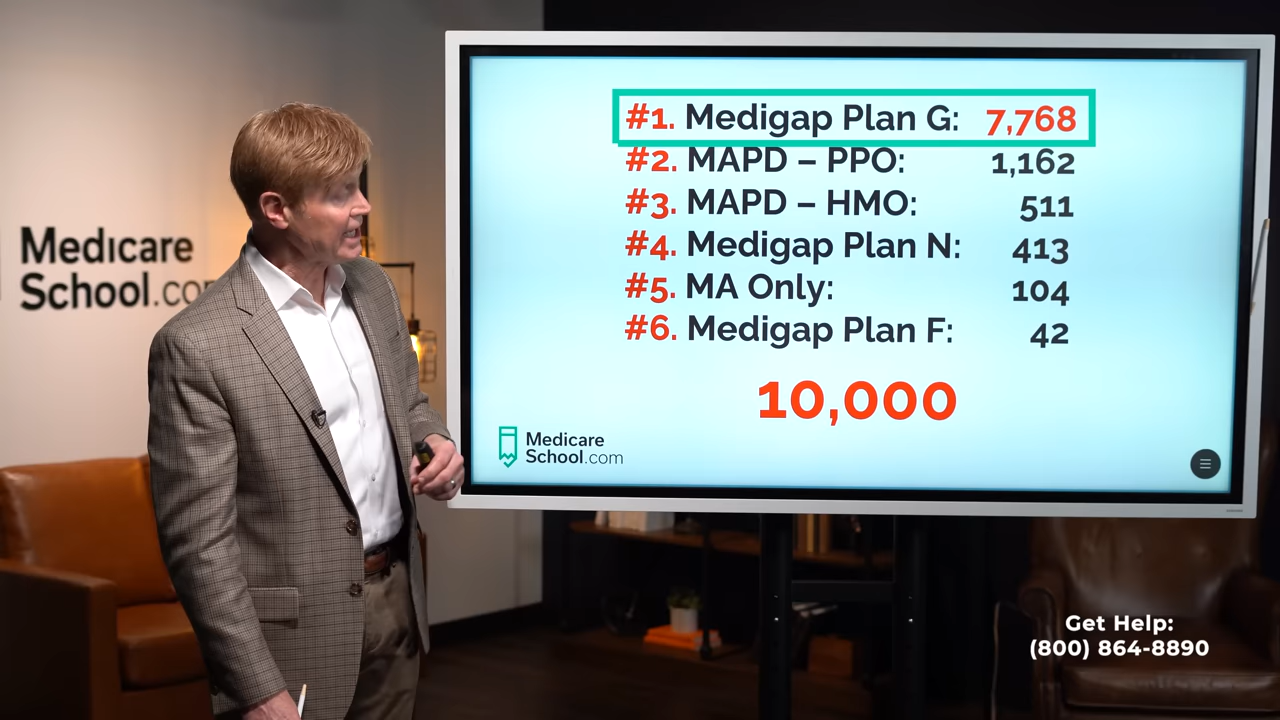 Medicare
School.co
#1. Medigap Plan G: 7,768
#2. MAPD – PPO: 1,162
#3. MAPD – HMO: 511
#4. Medigap Plan N: 413
#5. MA Only: 104
#6. Medigap Plan F: 42
10,000
Medicare
School.com
Get Help:
(800) 864-8890